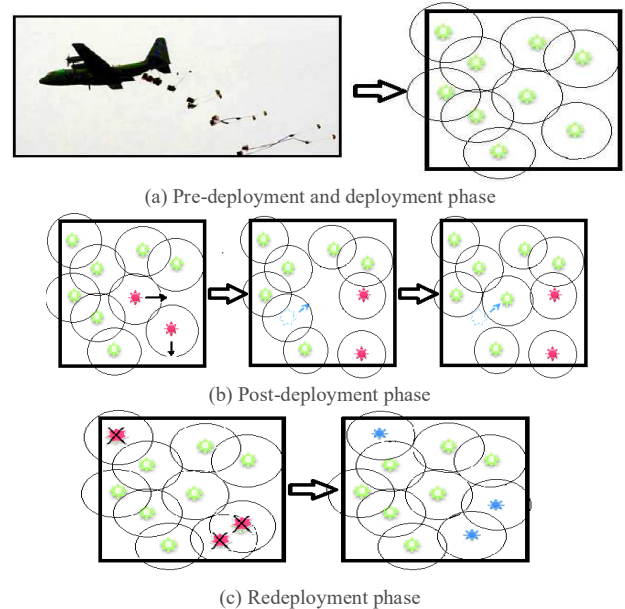 (a) Pre-deployment and deployment phase
(b) Post-deployment phase
(c) Redeployment phase